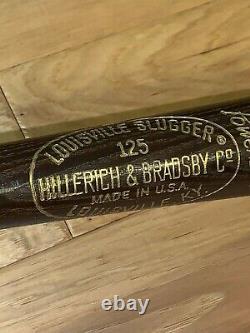 LOUISVILLE SLUGGER®
125
HILLERICH & BRADSBY Cº
MADE IN U.S.A.
LOUISVILLE KY.